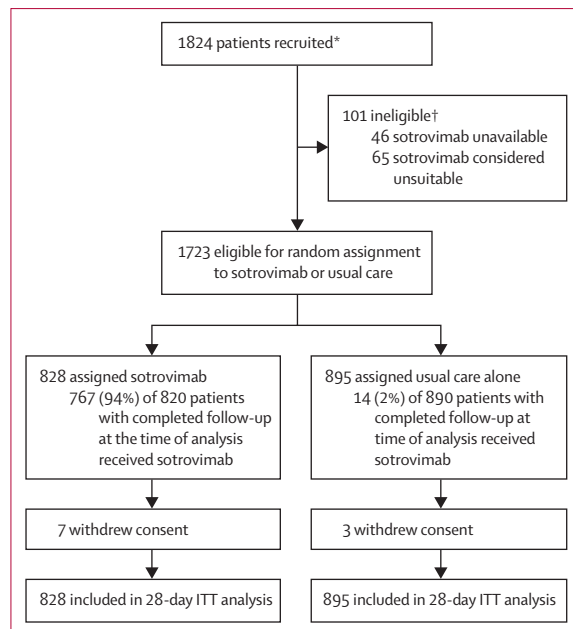 1824 patients recruited*
101 ineligible†
46 sotrovimab unavailable
65 sotrovimab considered
unsuitable
1723 eligible for random assignment
to sotrovimab or usual care
828 assigned sotrovimab
767 (94%) of 820 patients
with completed follow-up
at the time of analysis
received sotrovimab
895 assigned usual care alone
14 (2%) of 890 patients with
completed follow-up at
time of analysis received
sotrovimab
7 withdrew consent
3 withdrew consent
828 included in 28-day ITT analysis
895 included in 28-day ITT analysis